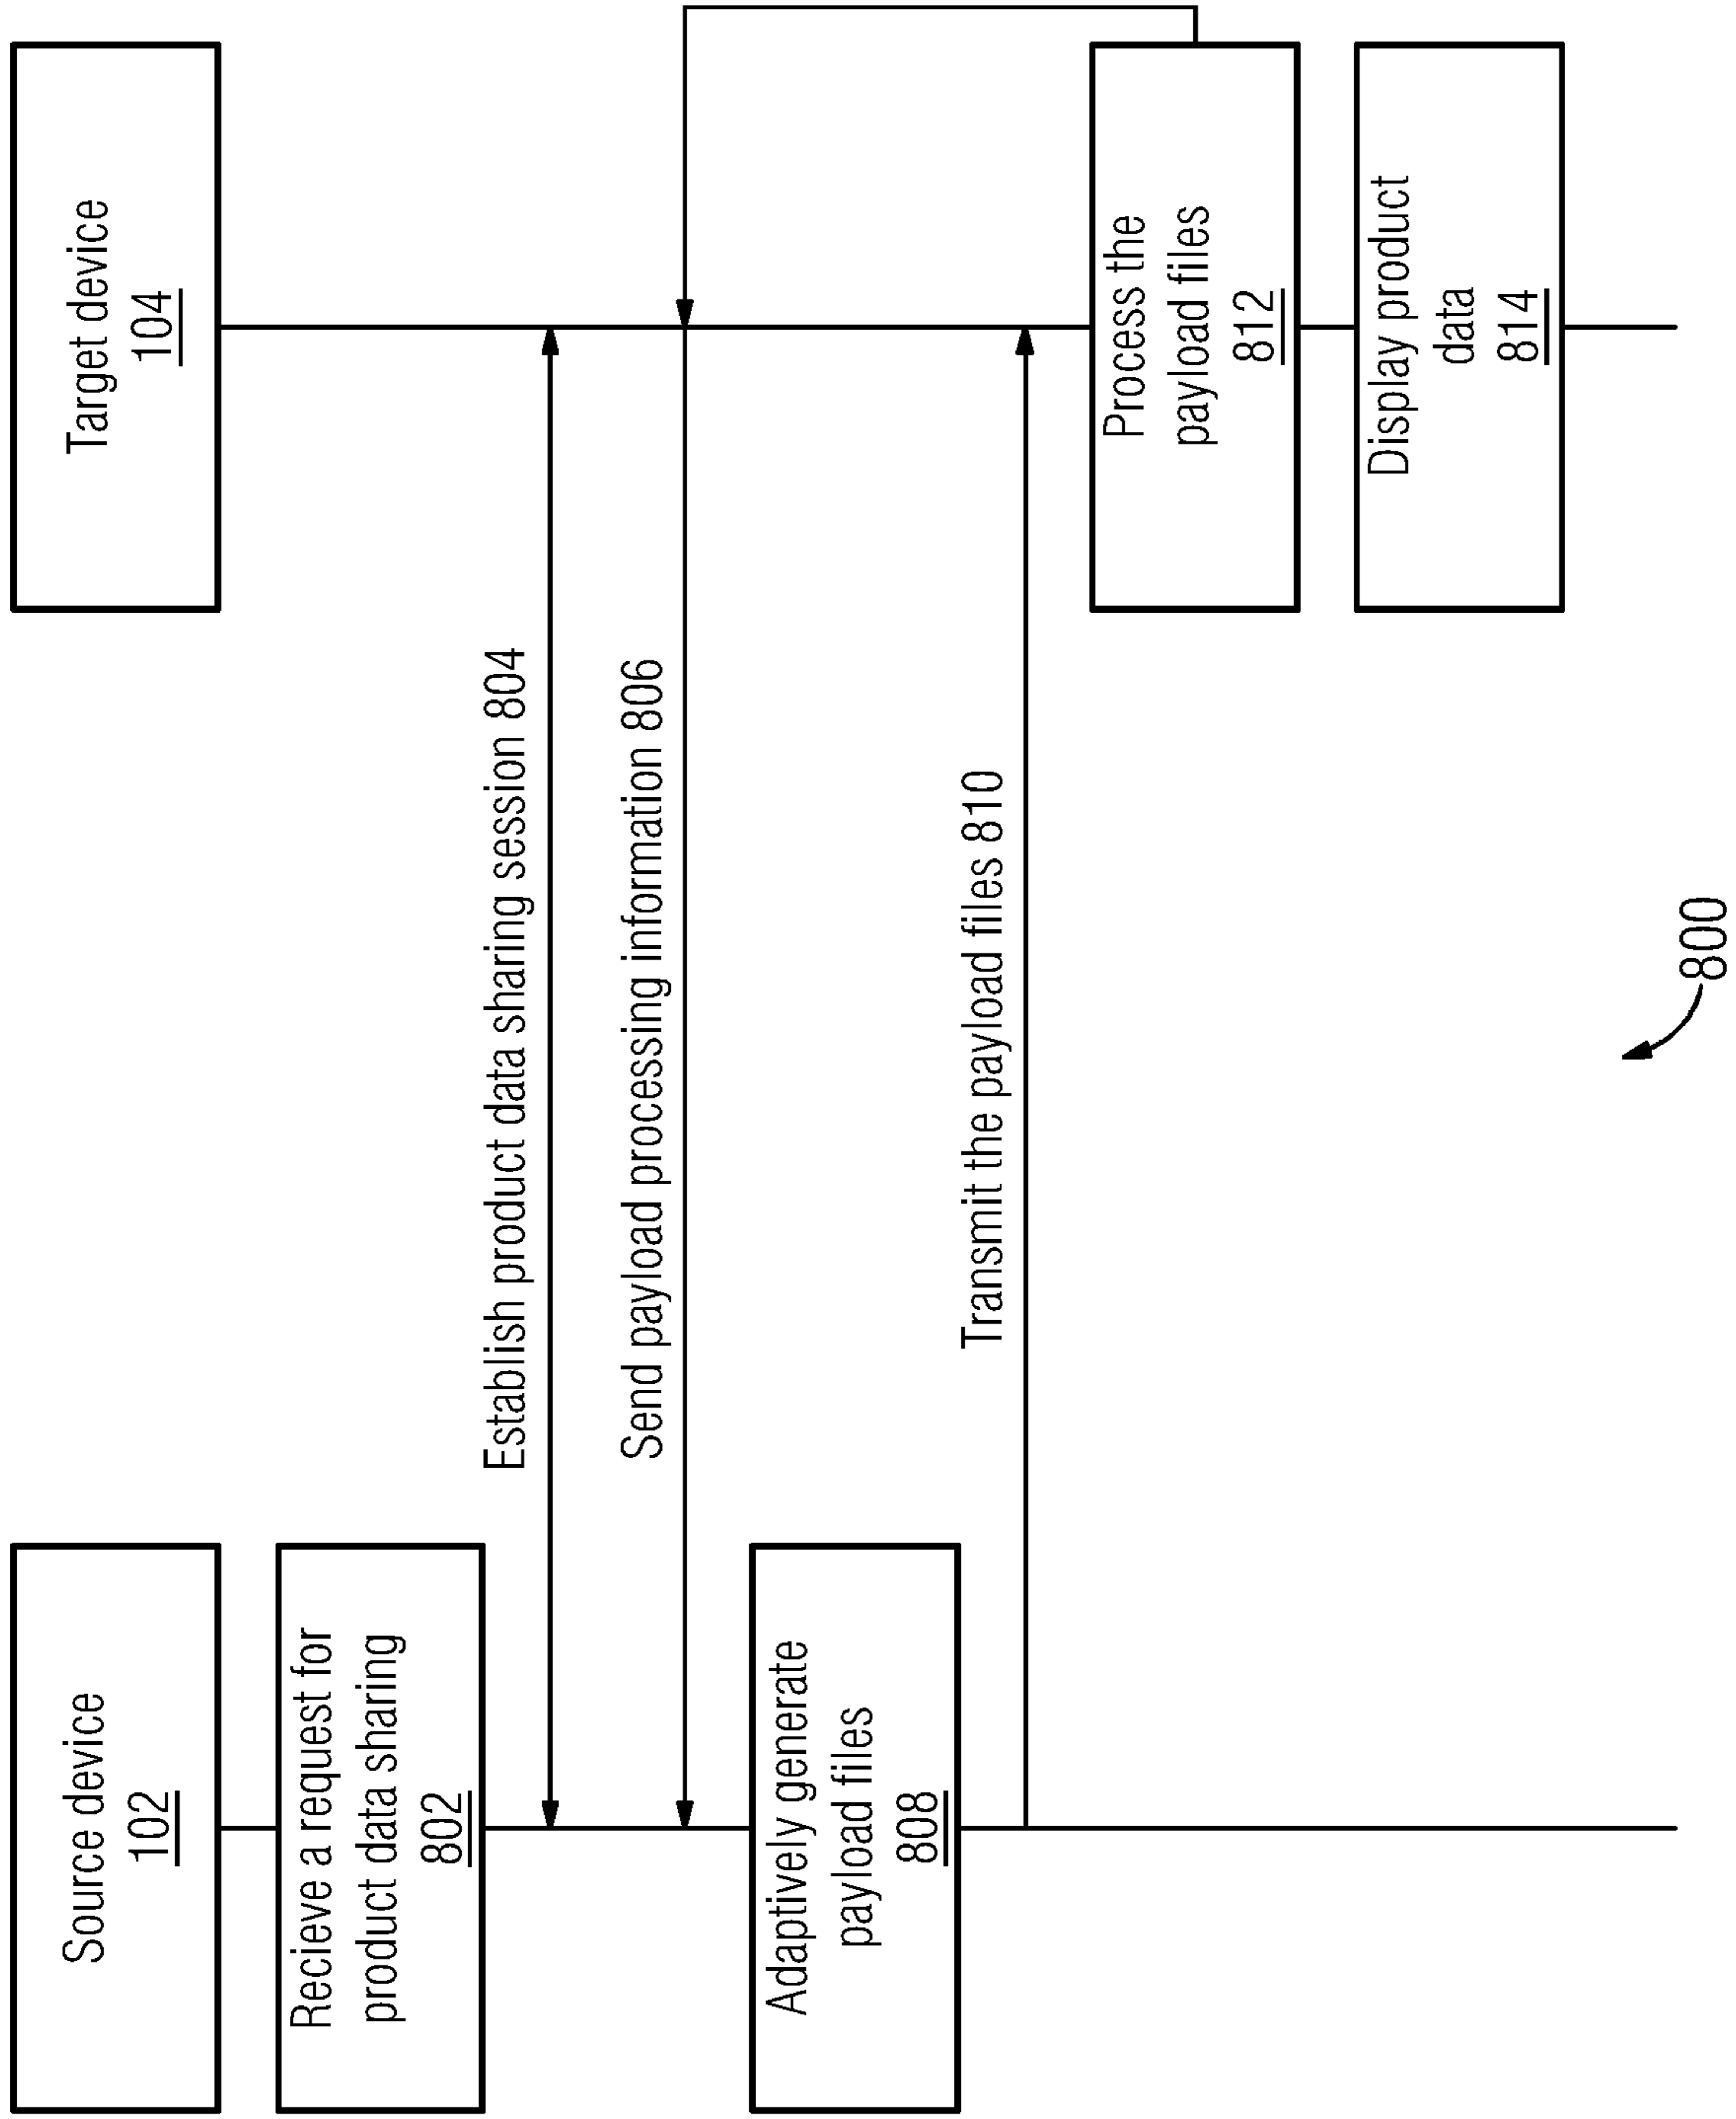 Source device
102
Target device
104
Recieve a request for
product data sharing
802
Establish product data sharing session 804
Send payload processing information 806
Adaptively generate
payload files
808
Transmit the payload files 810
Process the
payload files
812
Display product
data
814
800